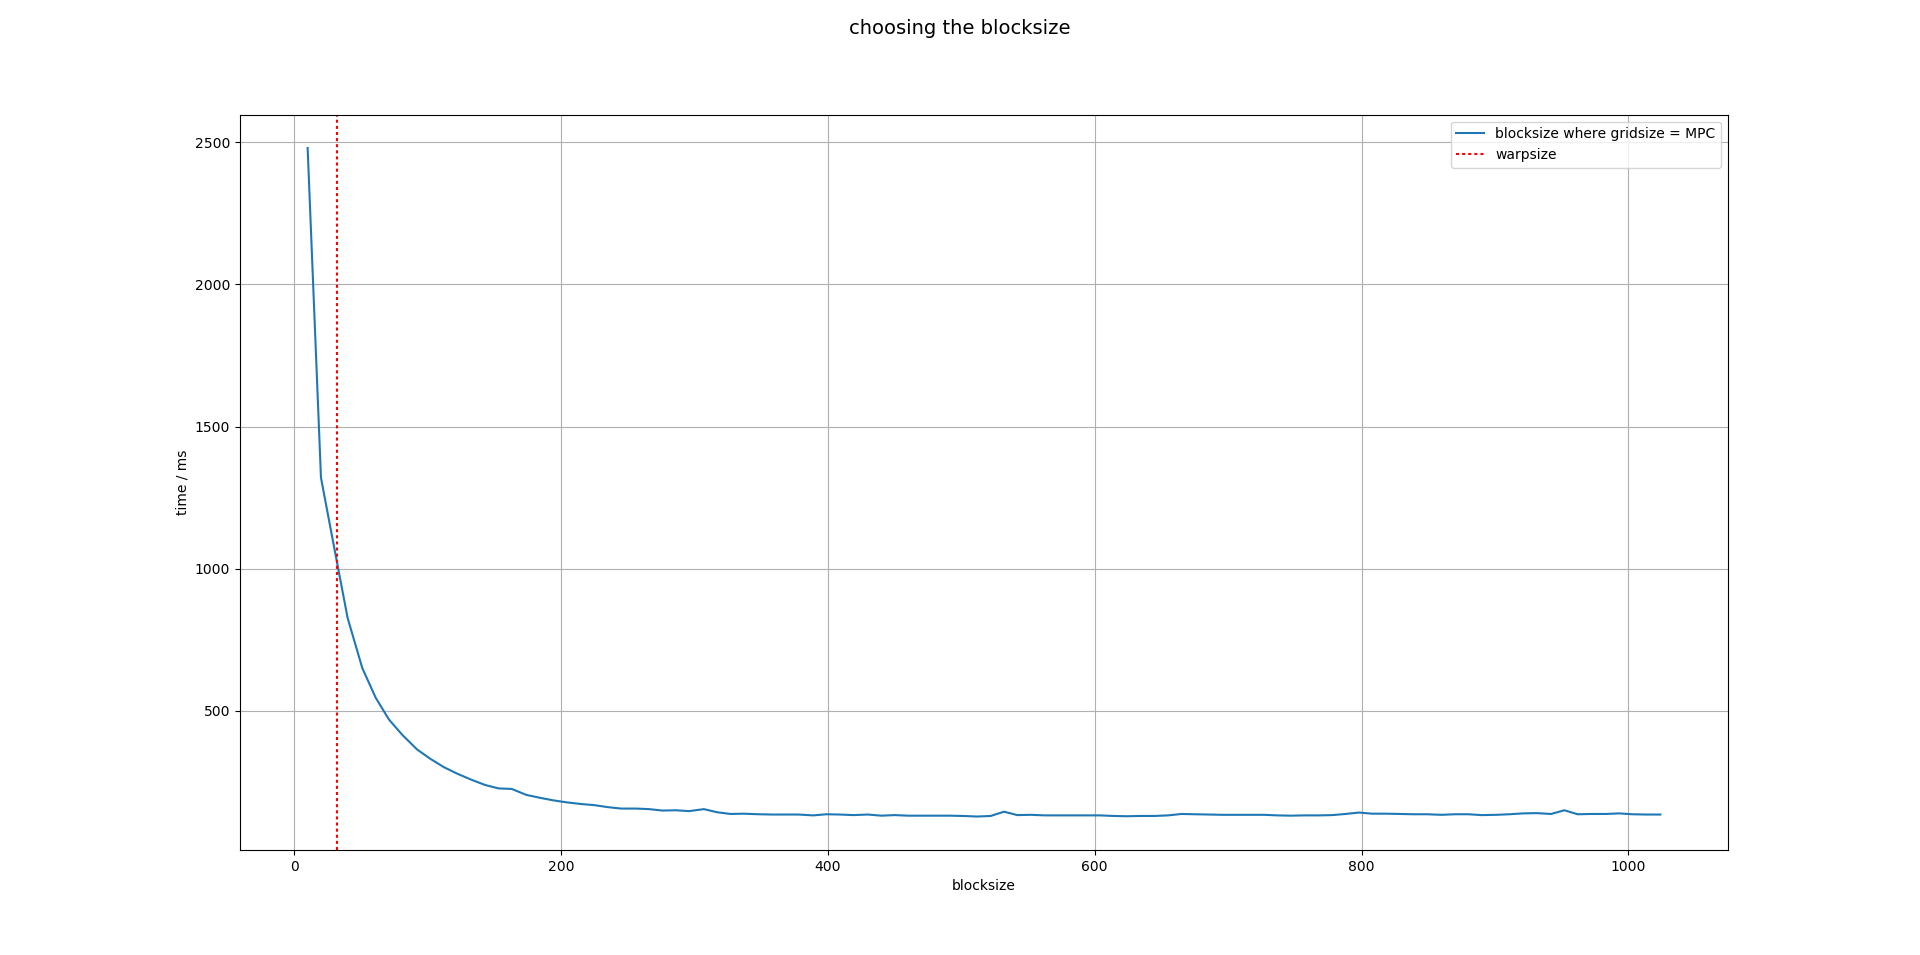 choosing the blocksize
blocksize where gridsize = MPC
warpsize
2500
2000
1500
1000
500
time / ms
0 200 400 600 800 1000
blocksize